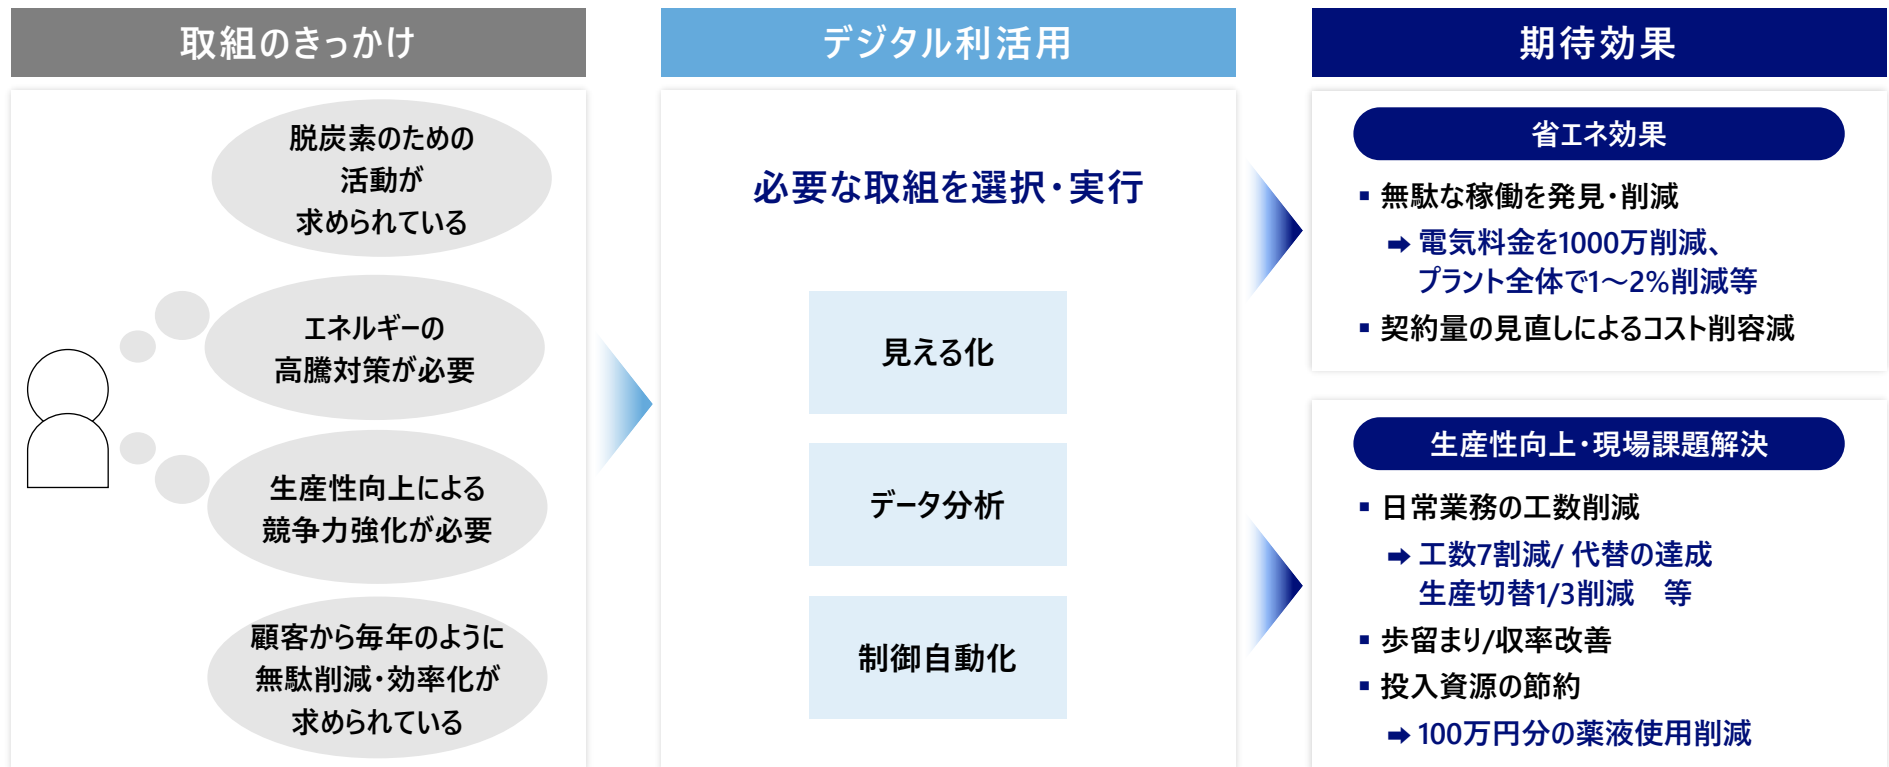 取組のきっかけ
脱炭素のための
活動が
求められている
エネルギーの
高騰対策が必要
生産性向上による
競争力強化が必要
顧客から毎年のように
無駄削減・効率化が
求められている
デジタル利活用
必要な取組を選択・実行
見える化
データ分析
制御自動化
期待効果
省エネ効果
▪ 無駄な稼働を発見・削減
➡ 電気料金を1000万削減、
プラント全体で1～2%削減等
▪ 契約量の見直しによるコスト削容減
生産性向上・現場課題解決
▪ 日常業務の工数削減
➡ 工数7割減/ 代替の達成
生産切替1/3削減　等
▪ 歩留まり/収率改善
▪ 投入資源の節約
➡ 100万円分の薬液使用削減